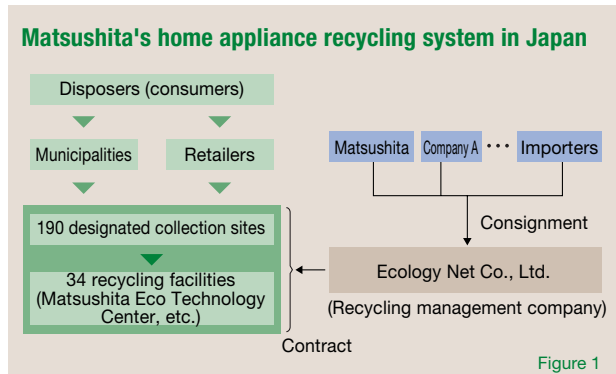 Matsushita's home appliance recycling system in Japan
Disposers (consumers)
Municipalities
Retailers
190 designated collection sites
34 recycling facilities
(Matsushita Eco Technology
Center, etc.)
Matsushita
Company A
• • •
Importers
Consignment
Ecology Net Co., Ltd.
(Recycling management company)
Contract
Figure 1